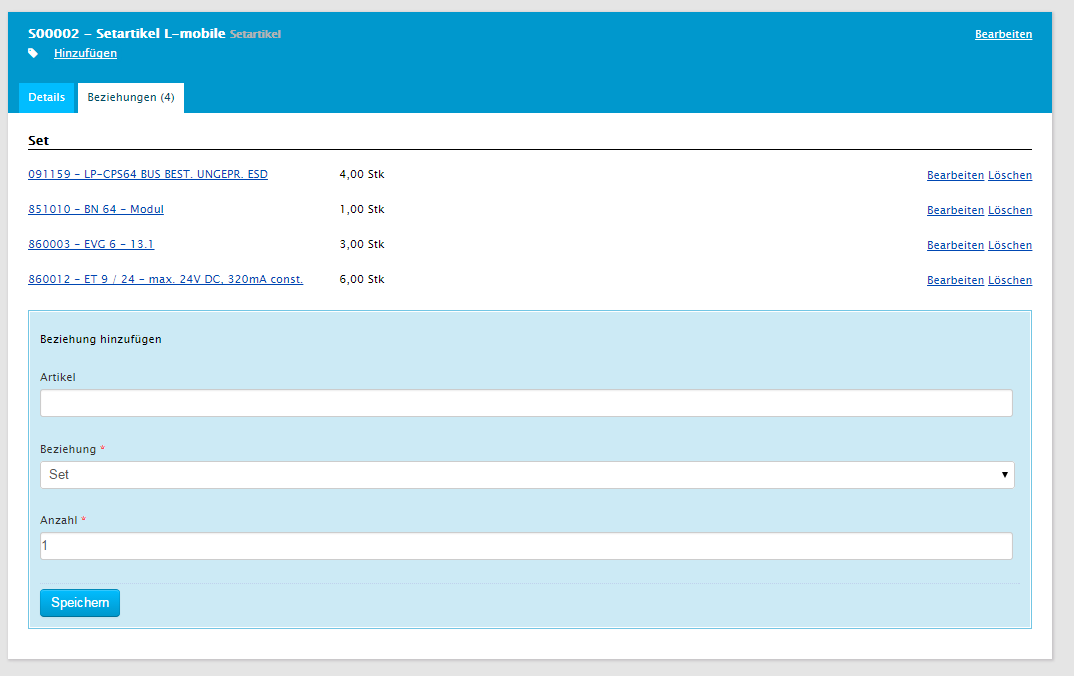 S00002 - Setartikel L-mobile Setartikel Bearbeiten
Hinzufügen
Details Beziehungen (4)
Set
091159 - LP-CPS64 BUS BEST. UNGEPR. ESD 4,00 Stk Bearbeiten Löschen
851010 - BN 64 - Modul 1,00 Stk Bearbeiten Löschen
860003 - EVG 6 - 13.1 3,00 Stk Bearbeiten Löschen
860012 - ET 9 / 24 - max. 24V DC, 320mA const. 6,00 Stk Bearbeiten Löschen
Beziehung hinzufügen
Artikel
Beziehung *
Set
Anzahl *
1
Speichern